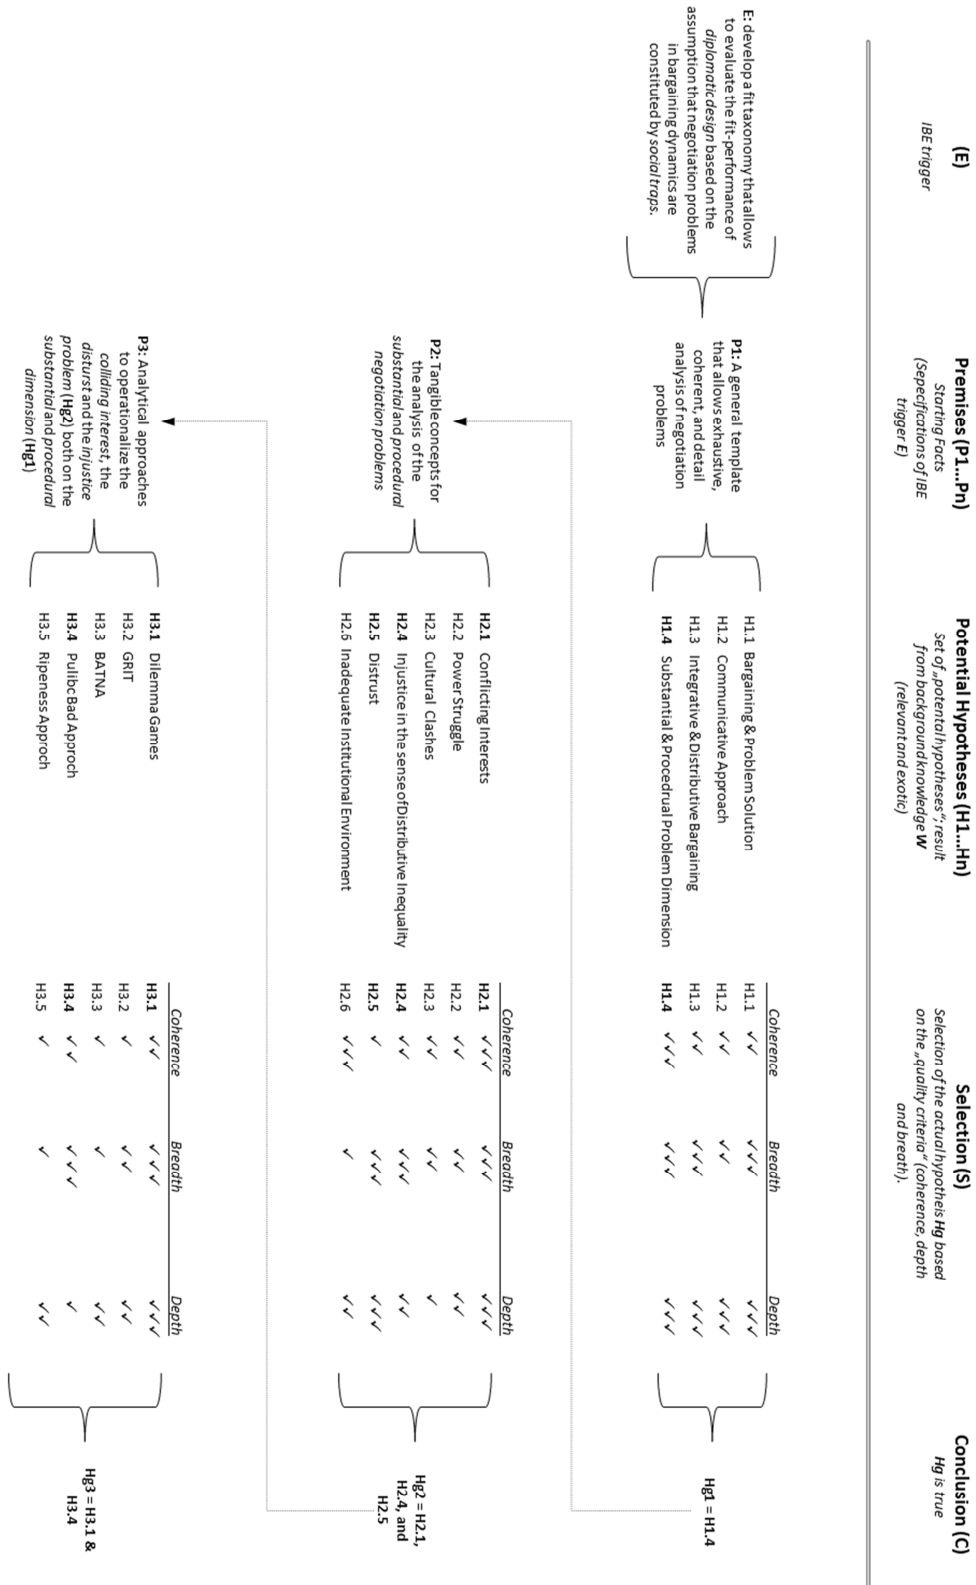 (E)
IBE trigger
Premises (P1...Pn)
Starting Facts
(Sepecifications of IBE
trigger E)
Potential Hypotheses (H1...Hn)
Set of „potential hypotheses“; result
from background knowledge W
(relevant and exotic)
Selection (S)
Selection of the actual hypotheis Hg based
on the „quality criteria“ (coherence, depth
and breath).
Conclusion (C)
Hg is true
E: develop a fit taxonomy that allows
to evaluate the fit-performance of
diplomatic design based on the
assumption that negotiation problems
in bargaining dynamics are
constituted by social traps.
P1: A general template
that allows exhaustive,
coherent, and detail
analysis of negotiation
problems
H1.1 Bargaining & Problem Solution
H1.2 Communicative Approach
H1.3 Integrative & Distributive Bargaining
H1.4 Substantial & Procedrual Problem Dimension
Coherence Breadth Depth
H1.1 ✓✓ ✓✓✓ ✓✓✓
H1.2 ✓✓ ✓✓ ✓✓✓
H1.3 ✓✓ ✓✓✓ ✓✓✓
H1.4 ✓✓✓ ✓✓✓ ✓✓✓
Hg1 = H1.4
P2: Tangible concepts for
the analysis of the
substantial and procedural
negotiation problems
H2.1 Conflicting Interests
H2.2 Power Struggle
H2.3 Cultural Clashes
H2.4 Injustice in the sense of Distributive Inequality
H2.5 Distrust
H2.6 Inadequate Institutional Environment
Coherence Breadth Depth
H2.1 ✓✓✓ ✓✓✓ ✓✓✓
H2.2 ✓✓ ✓✓ ✓✓
H2.3 ✓✓ ✓✓ ✓
H2.4 ✓✓ ✓✓✓ ✓✓
H2.5 ✓ ✓✓✓ ✓✓✓
H2.6 ✓✓✓ ✓ ✓✓
Hg2 = H2.1,
H2.4, and
H2.5
P3: Analytical approaches
to operationalize the
colliding interest, the
disturst and the injustice
problem (Hg2) both on the
substantial and procedural
dimension (Hg1)
H3.1 Dilemma Games
H3.2 GRIT
H3.3 BATNA
H3.4 Pulibc Bad Approch
H3.5 Ripeness Approch
Coherence Breadth Depth
H3.1 ✓✓ ✓✓✓ ✓✓✓
H3.2 ✓ ✓✓ ✓✓
H3.3 ✓ ✓ ✓✓
H3.4 ✓✓ ✓✓✓ ✓
H3.5 ✓ ✓ ✓✓
Hg3 = H3.1 &
H3.4